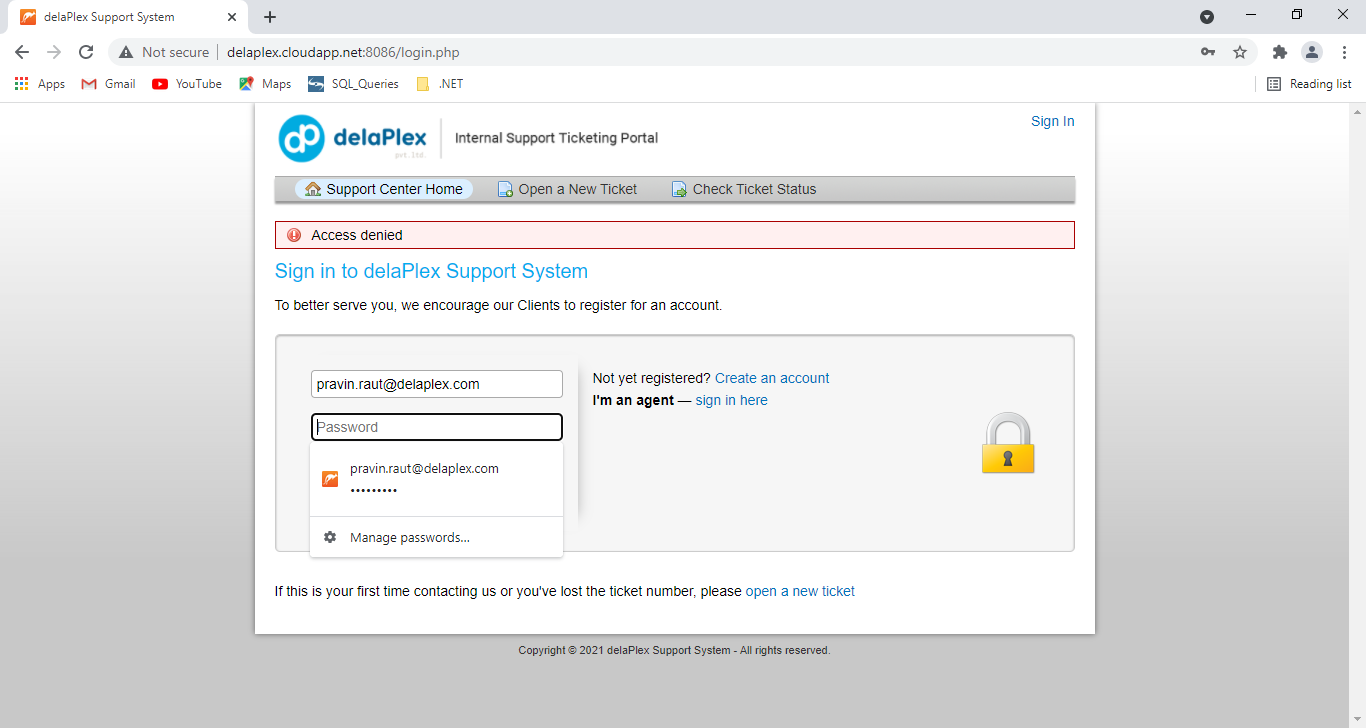 delaPlex Support System
Not secure | delaplex.cloudapp.net:8086/login.php
Apps Gmail YouTube Maps SQL_Queries .NET Reading list
dp delaPlex pvt.ltd. Internal Support Ticketing Portal
Sign In
Support Center Home Open a New Ticket Check Ticket Status
Access denied
Sign in to delaPlex Support System
To better serve you, we encourage our Clients to register for an account.
pravin.raut@delaplex.com
Password
pravin.raut@delaplex.com
•••••••••
Manage passwords...
Not yet registered? Create an account
I'm an agent — sign in here
If this is your first time contacting us or you've lost the ticket number, please open a new ticket
Copyright © 2021 delaPlex Support System - All rights reserved.